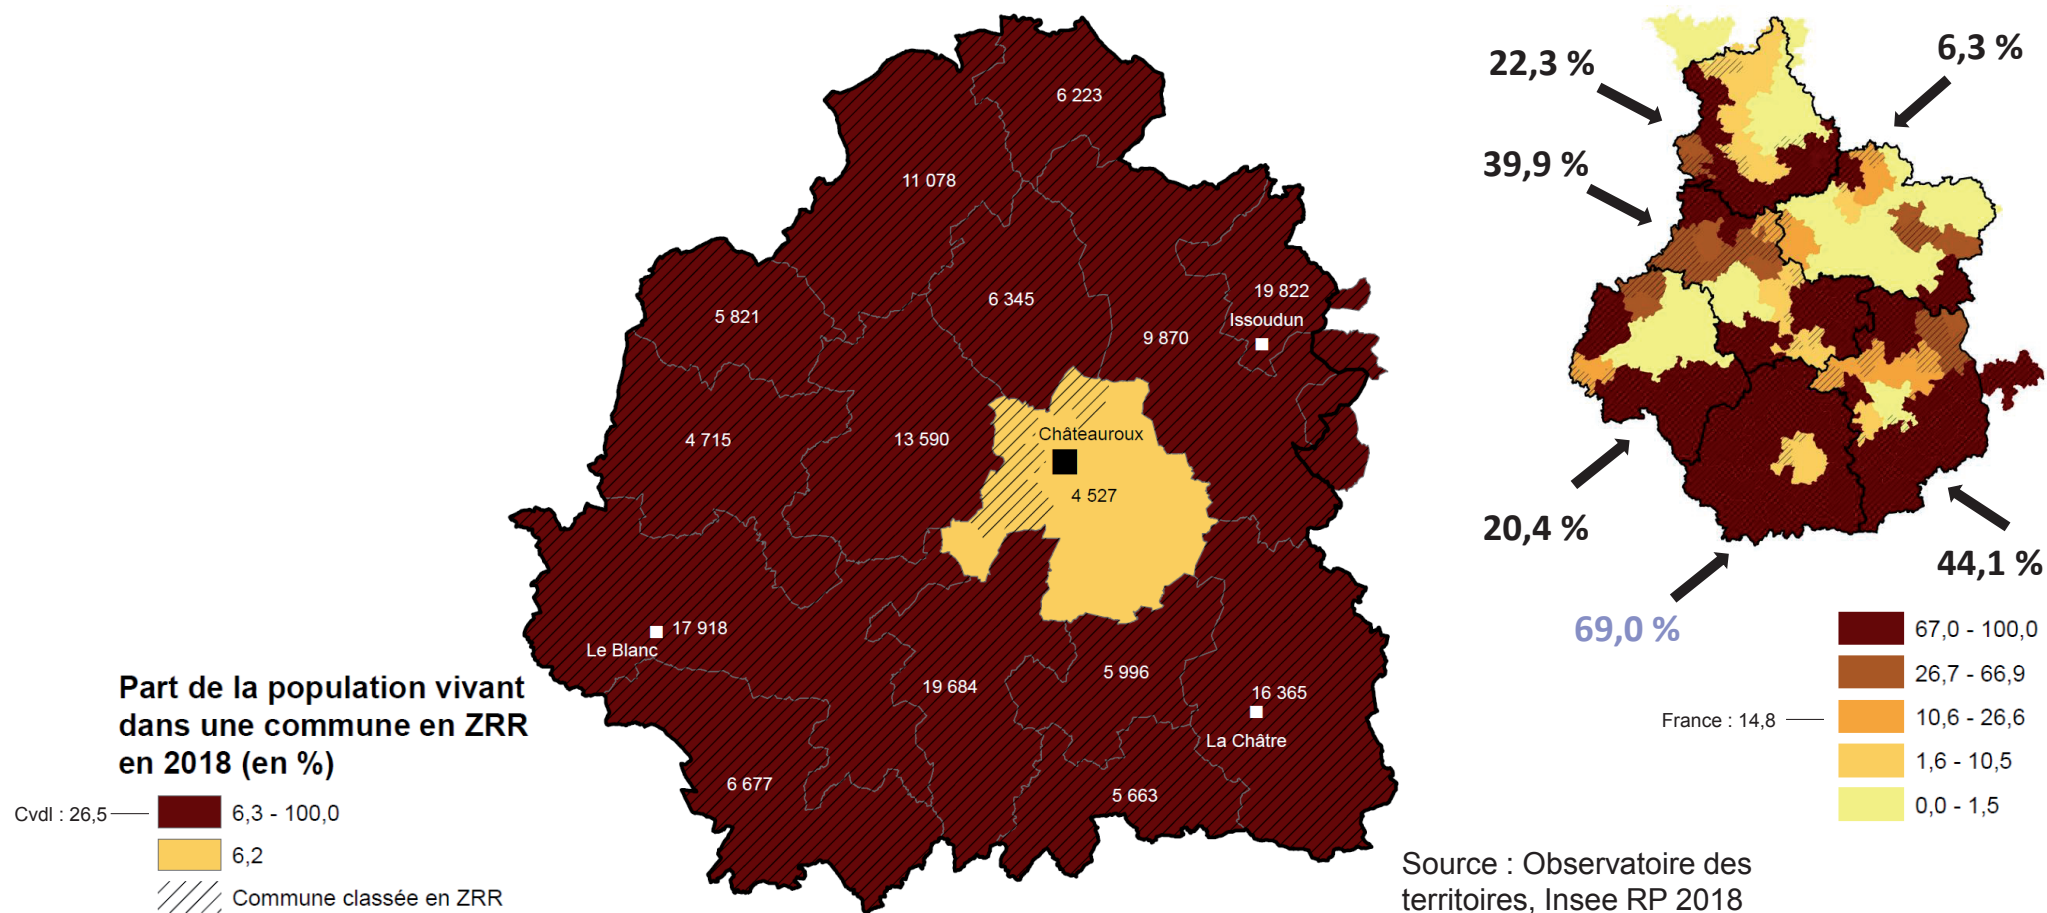 6 223
11 078
6 345
19 822
Issoudun
9 870
5 821
4 715
13 590
Châteauroux
4 527
17 918
Le Blanc
19 684
5 996
16 365
La Châtre
6 677
5 663
Part de la population vivant
dans une commune en ZRR
en 2018 (en %)
Cvdl : 26,5
6,3 - 100,0
6,2
Commune classée en ZRR
22,3 %
6,3 %
39,9 %
20,4 %
44,1 %
69,0 %
67,0 - 100,0
26,7 - 66,9
France : 14,8
10,6 - 26,6
1,6 - 10,5
0,0 - 1,5
Source : Observatoire des
territoires, Insee RP 2018